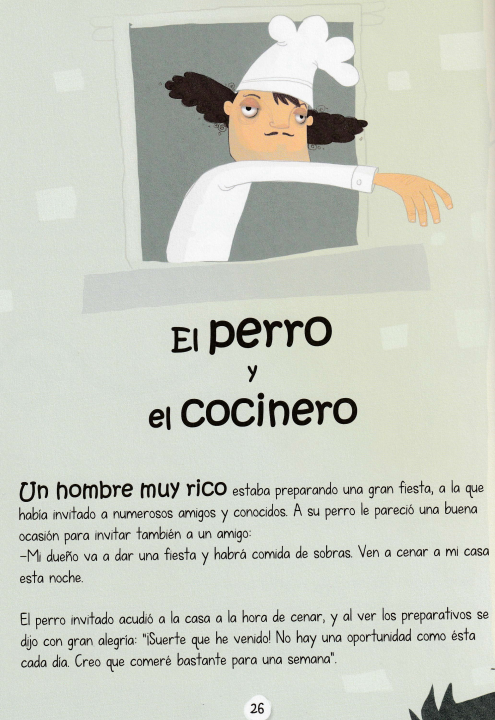 El perro
y
el cocinero
Un hombre muy rico estaba preparando una gran fiesta, a la que
había invitado a numerosos amigos y conocidos. A su perro le pareció una buena
ocasión para invitar también a un amigo:
-Mi dueño va a dar una fiesta y habrá comida de sobras. Ven a cenar a mi casa
esta noche.
El perro invitado acudió a la casa a la hora de cenar, y al ver los preparativos se
dijo con gran alegría: "¡Suerte que he venido! No hay una oportunidad como ésta
cada día. Creo que comeré bastante para una semana".
26